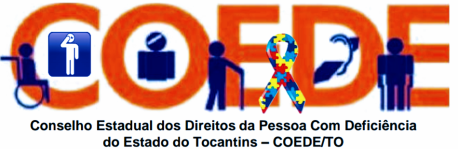 COEDE
Conselho Estadual dos Direitos da Pessoa Com Deficiência
do Estado do Tocantins – COEDE/TO